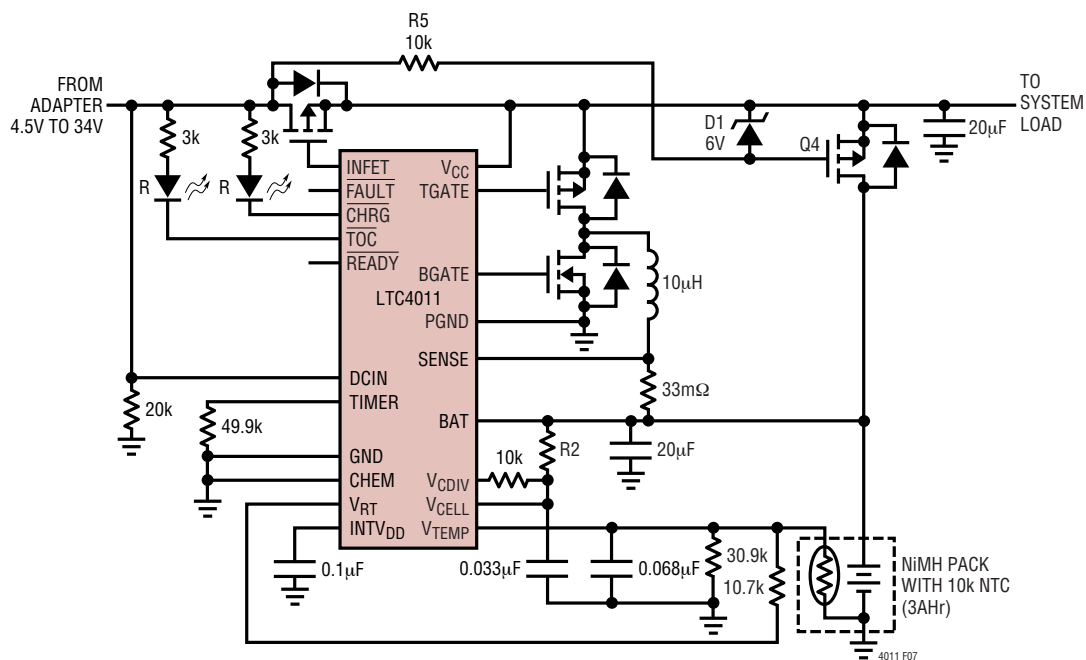 R5
10k
FROM
ADAPTER
4.5V TO 34V
TO
SYSTEM
LOAD
3k
3k
D1
6V
Q4
20μF
R
R
INFET
VCC
FAULT
TGATE
CHRG
TOC
READY
BGATE
10μH
LTC4011
PGND
SENSE
33mΩ
DCIN
20k
TIMER
49.9k
BAT
R2
20μF
GND
10k
CHEM
VCDIV
VRT
VCELL
INTVDD
VTEMP
0.1μF
0.033μF
0.068μF
30.9k
10.7k
NiMH PACK
WITH 10k NTC
(3AHr)
4011 F07